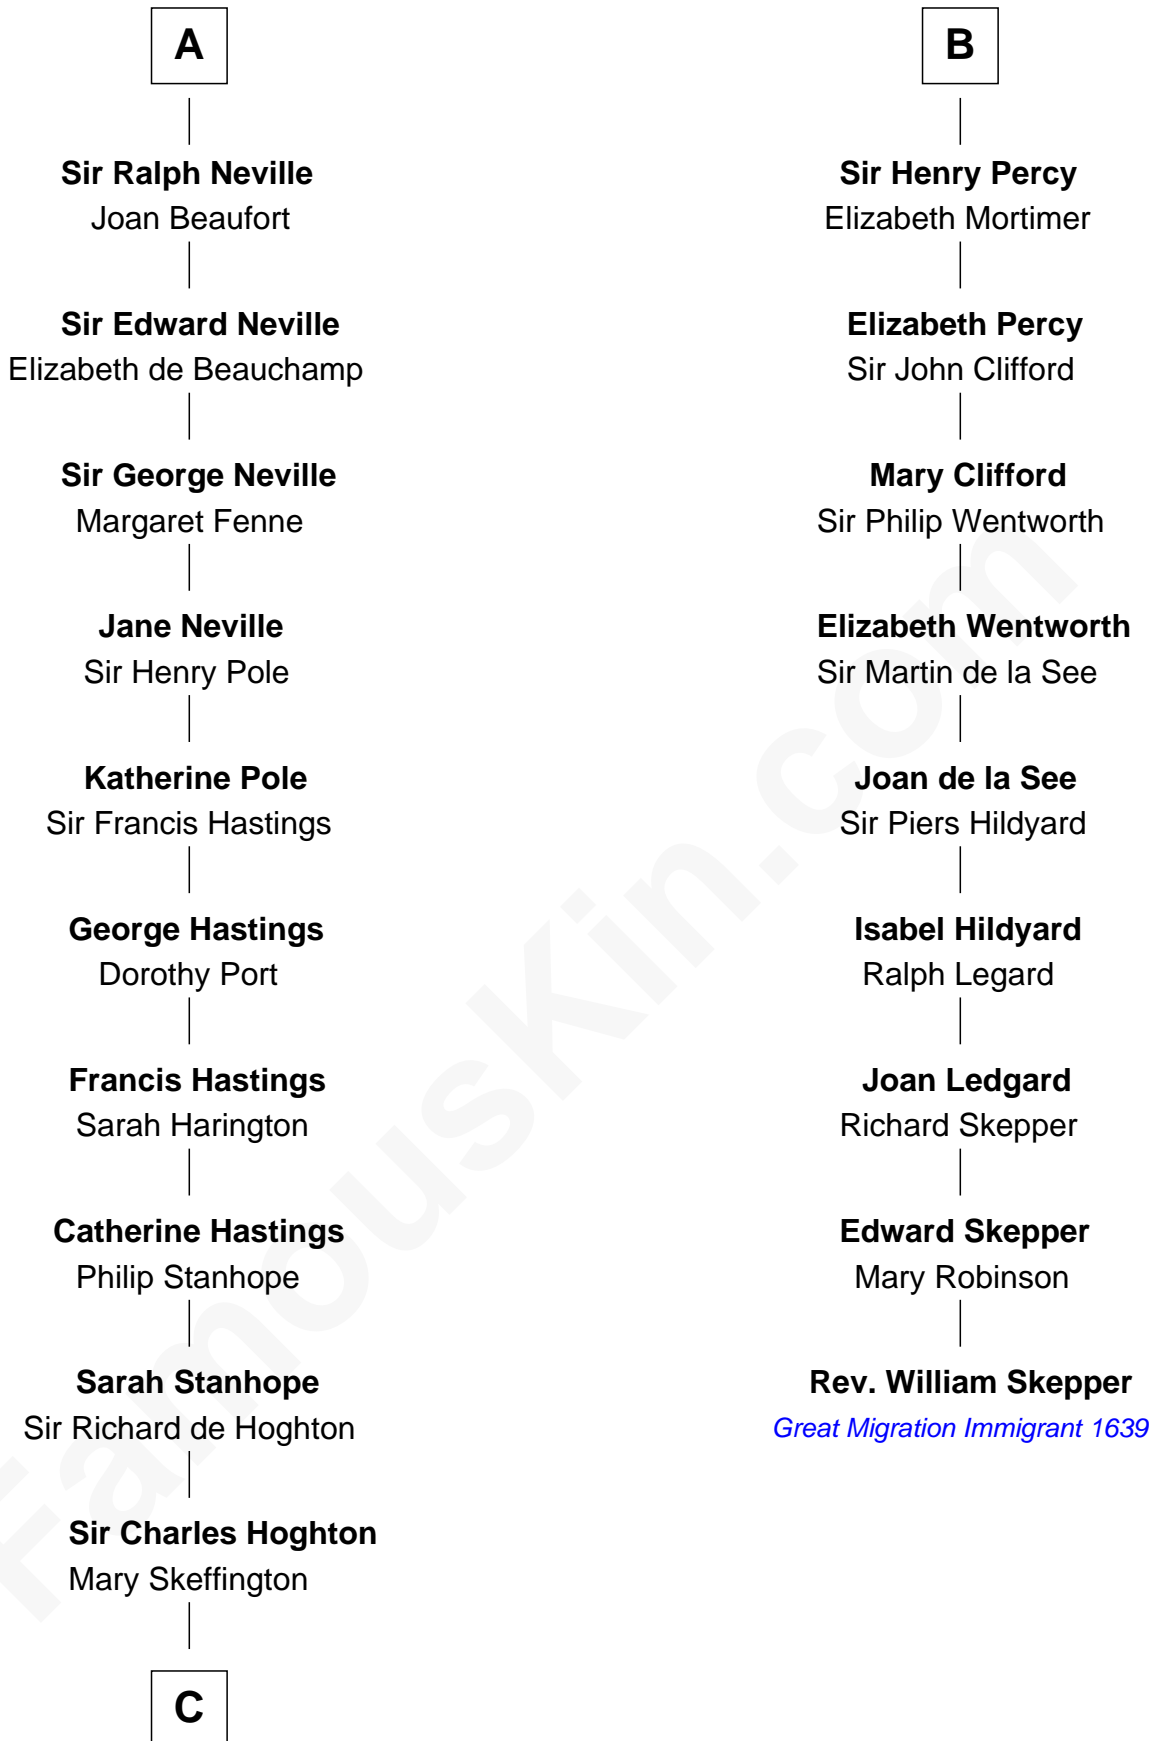 A
Sir Ralph Neville
Joan Beaufort
Sir Edward Neville
Elizabeth de Beauchamp
Sir George Neville
Margaret Fenne
Jane Neville
Sir Henry Pole
Katherine Pole
Sir Francis Hastings
George Hastings
Dorothy Port
Francis Hastings
Sarah Harington
Catherine Hastings
Philip Stanhope
Sarah Stanhope
Sir Richard de Hoghton
Sir Charles Hoghton
Mary Skeffington
C
B
Sir Henry Percy
Elizabeth Mortimer
Elizabeth Percy
Sir John Clifford
Mary Clifford
Sir Philip Wentworth
Elizabeth Wentworth
Sir Martin de la See
Joan de la See
Sir Piers Hildyard
Isabel Hildyard
Ralph Legard
Joan Ledgard
Richard Skepper
Edward Skepper
Mary Robinson
Rev. William Skepper
Great Migration Immigrant 1639
FamousKin.com